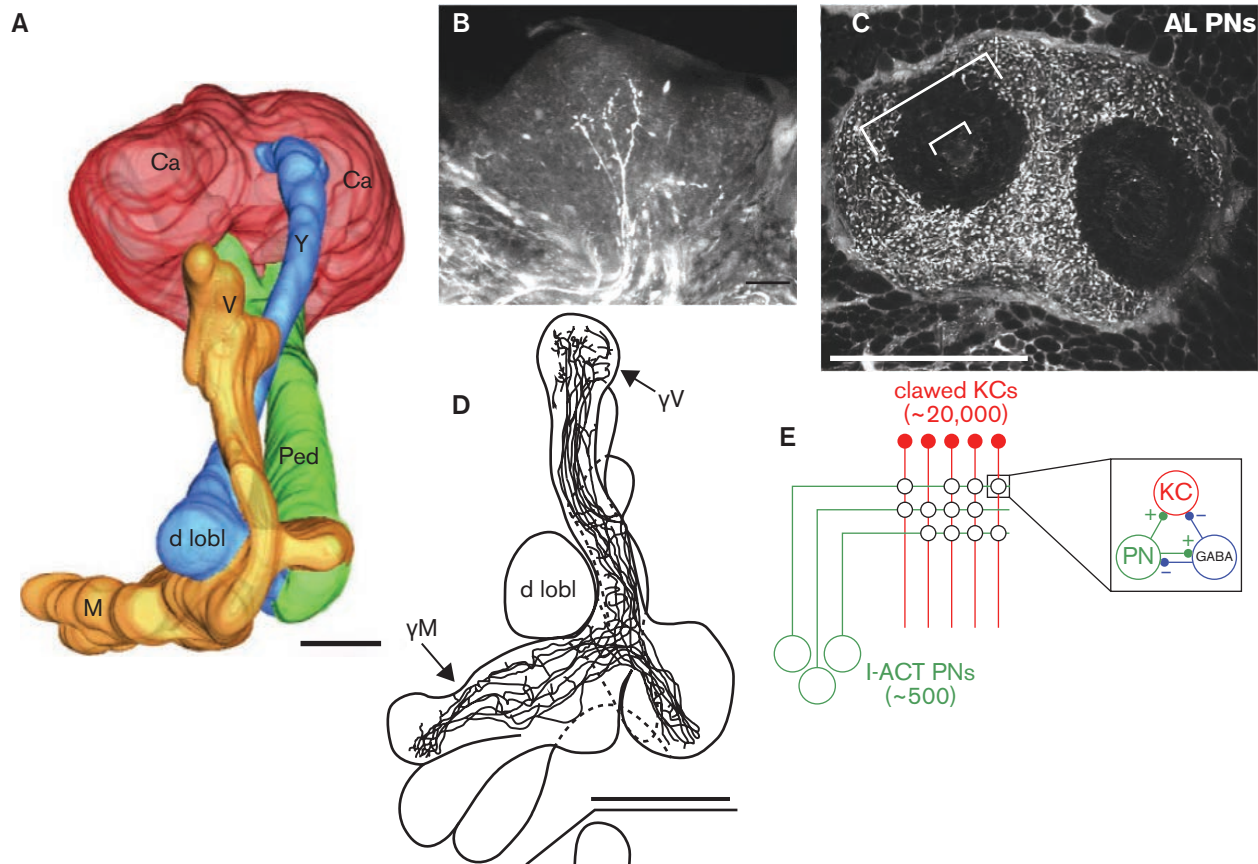 A
Ca
Ca
Y
V
Ped
d lobl
M
B
C
AL PNs
D
γV
d lobl
γM
E
clawed KCs
(~20,000)
KC
+
−
+
PN
GABA
−
I-ACT PNs
(~500)